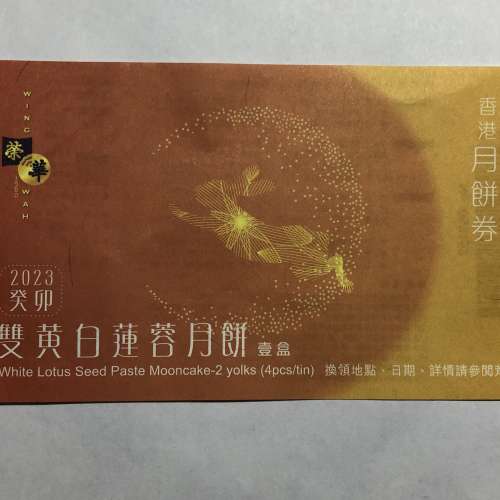 WING
榮華
WAH
香港月餅券
2023
癸卯
雙黃白蓮蓉月餅 壹盒
White Lotus Seed Paste Mooncake-2 yolks (4pcs/tin) 換領地點、日期、詳情請參閱